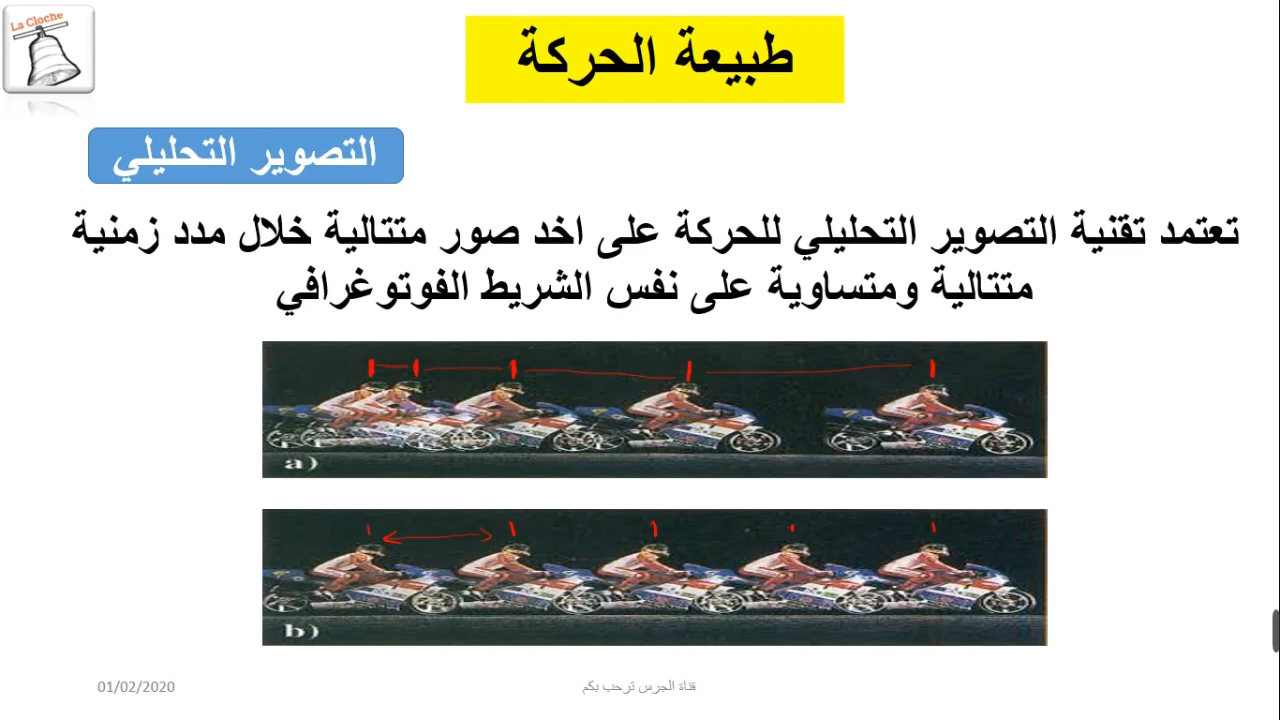 La Cloche
طبيعة الحركة
التصوير التحليلي
تعتمد تقنية التصوير التحليلي للحركة على اخد صور متتالية خلال مدد زمنية
متتالية ومتساوية على نفس الشريط الفوتوغرافي
a)
b)
01/02/2020
قناة الجرس ترحب بكم